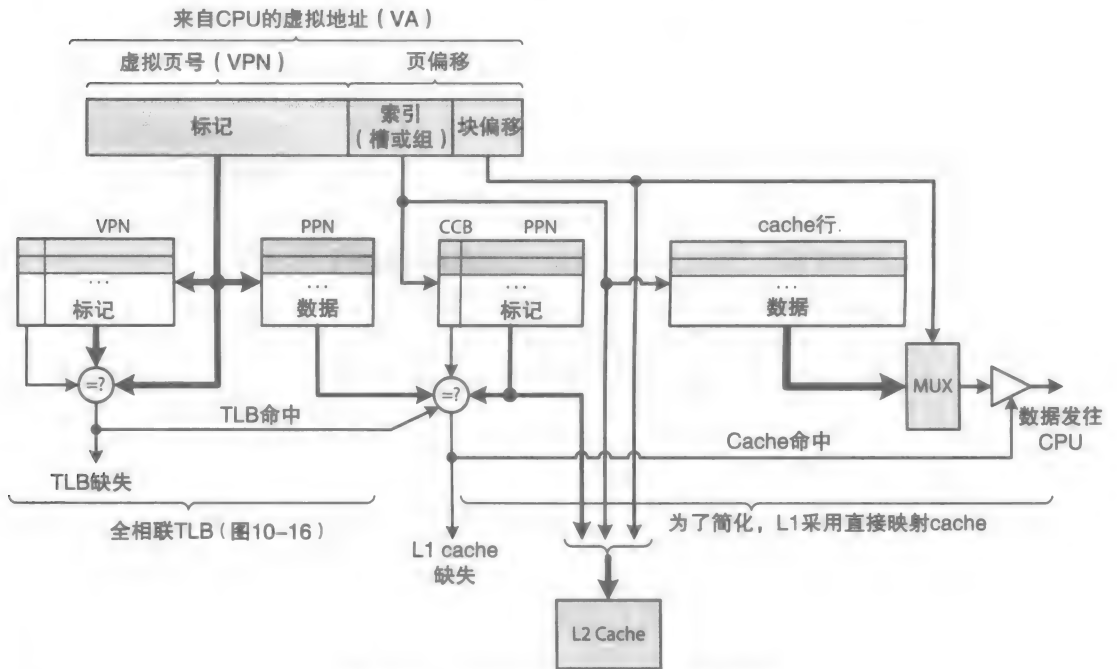 来自CPU的虚拟地址（VA）
虚拟页号（VPN）
页偏移
标记
索引
（槽或组）
块偏移
VPN
PPN
CCB
PPN
cache行.
...
标记
...
数据
...
标记
...
数据
=?
=?
MUX
TLB命中
Cache命中
数据发往
CPU
TLB缺失
全相联TLB（图10–16）
为了简化，L1采用直接映射cache
L1 cache
缺失
L2 Cache